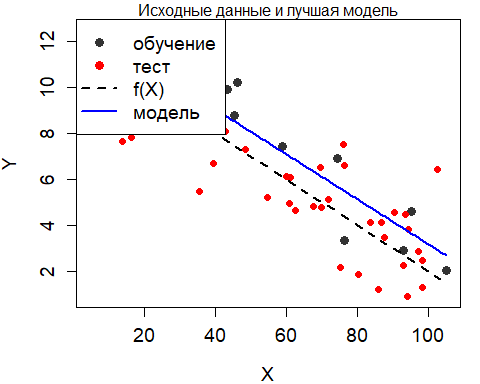 Исходные данные и лучшая модель
обучение
тест
f(X)
модель
12
10
8
6
4
2
Y
20 40 60 80 100
X